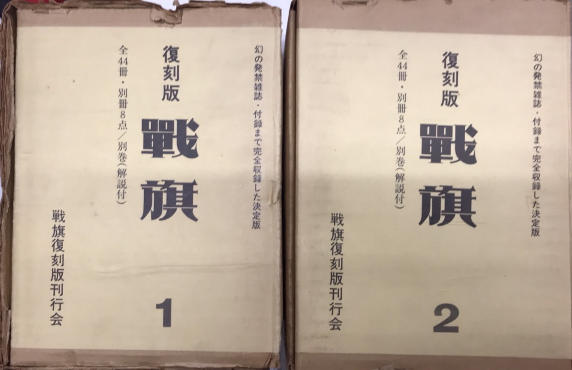 幻の発禁雑誌・付録まで完全収録した決定版
復刻版
戰旗
全44冊・別冊8点/別巻(解説付)
戦旗復刻版刊行会
1
幻の発禁雑誌・付録まで完全収録した決定版
復刻版
戰旗
全44冊・別冊8点/別巻(解説付)
戦旗復刻版刊行会
2